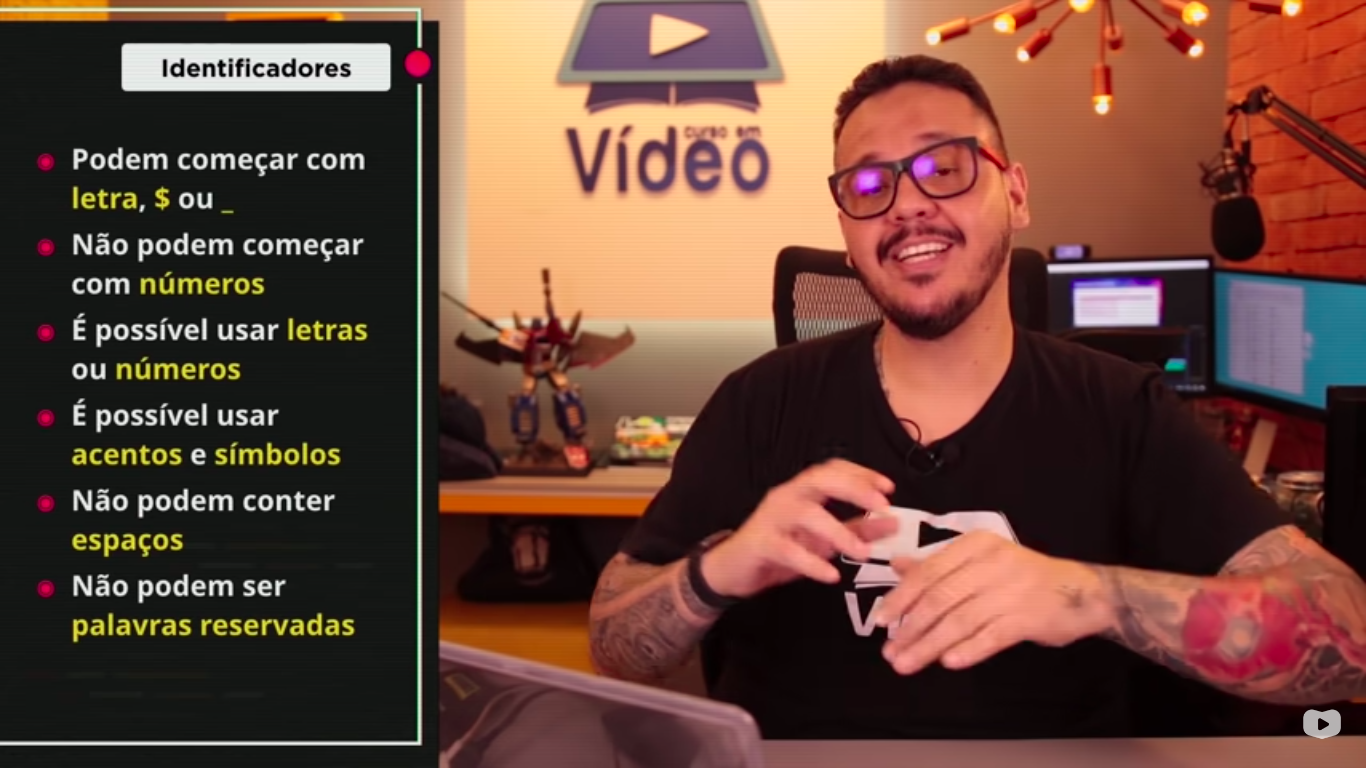 Identificadores
Podem começar com
letra, $ ou _
Não podem começar
com números
É possível usar letras
ou números
É possível usar
acentos e símbolos
Não podem conter
espaços
Não podem ser
palavras reservadas
curso em
Vídeo